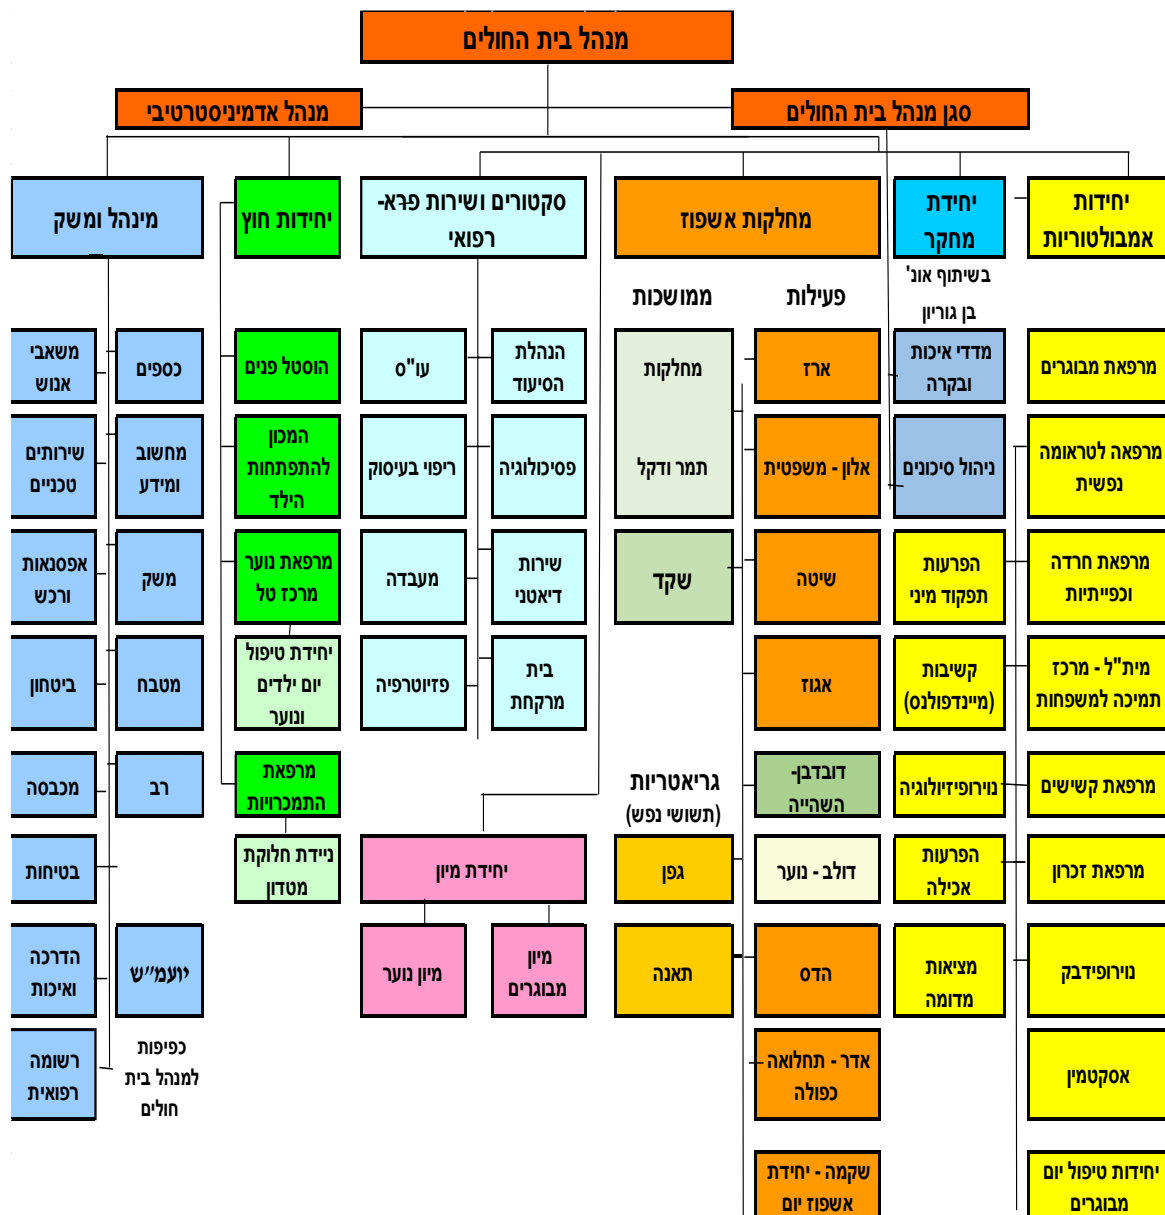 מנהל בית החולים
סגן מנהל בית החולים
מנהל אדמיניסטרטיבי
יחידות
אמבולטוריות
יחידת
מחקר
בשיתוף אונ'
בן גוריון
מחלקות אשפוז
סקטורים ושירות פרא-
רפואי
יחידות חוץ
מינהל ומשק
פעילות
ממושכות
מרפאת מבוגרים
מדדי איכות
ובקרה
ארז
מחלקות
תמר ודקל
הנהלת
הסיעוד
עו"ס
הוסטל פנים
כספים
משאבי
אנוש
מרפאה לטראומה
נפשית
ניהול סיכונים
אלון - משפטית
פסיכולוגיה
ריפוי בעיסוק
המכון
להתפתחות
הילד
מחשוב
ומידע
שירותים
טכניים
מרפאת חרדה
וכפייתיות
הפרעות
תפקוד מיני
שיטה
שקד
שירות
דיאטני
מעבדה
מרפאת נוער
מרכז טל
משק
אפסנאות
ורכש
מית"ל - מרכז
תמיכה למשפחות
קשיבות
(מיינדפולנס)
אגוז
בית
מרקחת
פזיוטרפיה
יחידת טיפול
יום ילדים
ונוער
מטבח
ביטחון
מרפאת קשישים
נוירופיזיולוגיה
דובדבן-
השהייה
גריאטריות
(תשושי נפש)
מרפאת
התמכרויות
רב
מכבסה
מרפאת זכרון
הפרעות
אכילה
דולב - נוער
גפן
יחידת מיון
ניידת חלוקת
מטדון
בטיחות
נוירופידבק
מציאות
מדומה
הדס
תאנה
מיון
מבוגרים
מיון נוער
יועמ"ש
הדרכה
ואיכות
אסקטמין
אדר - תחלואה
כפולה
כפיפות
למנהל בית
חולים
רשומה
רפואית
יחידות טיפול יום
מבוגרים
שקמה - יחידת
אשפוז יום